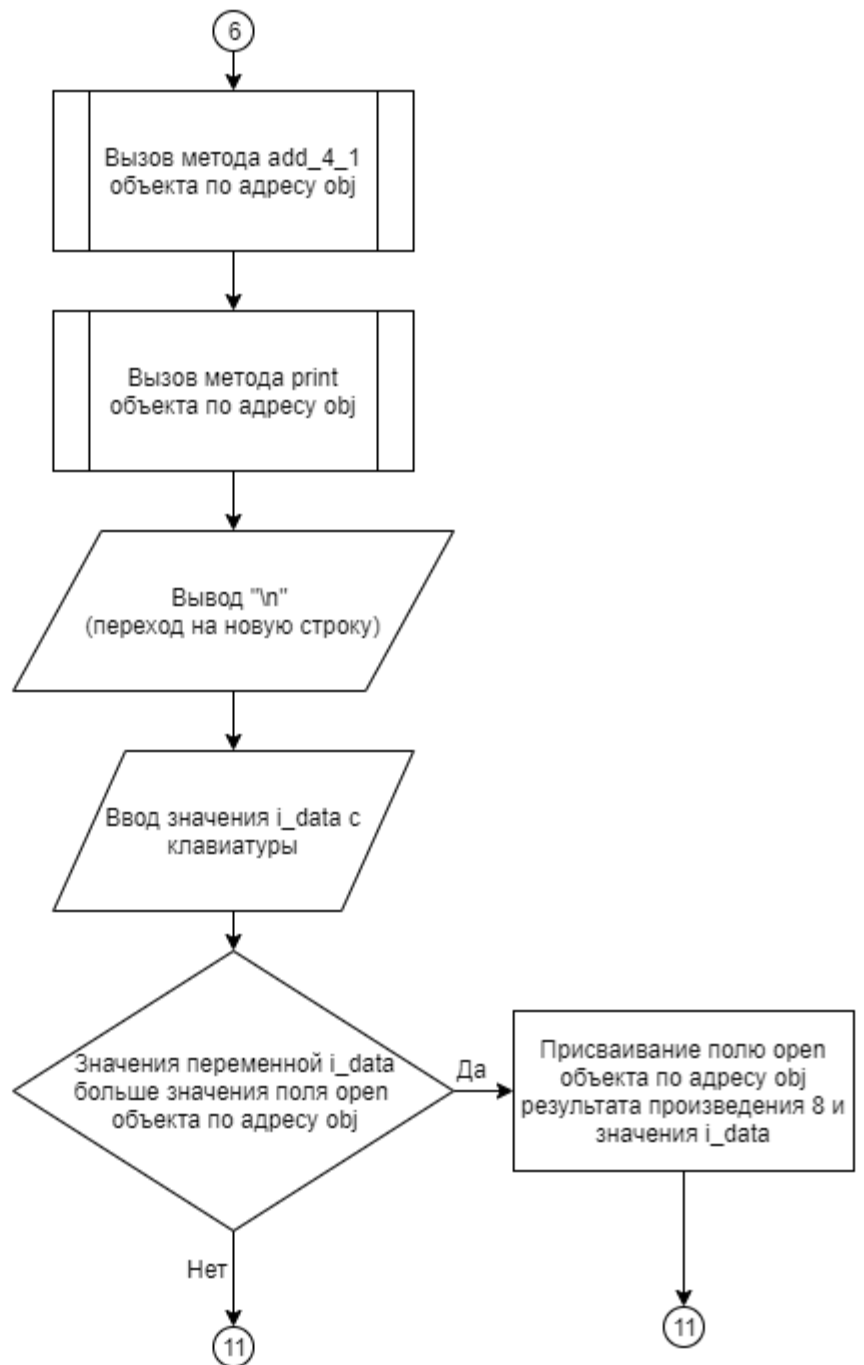 6
Вызов метода add_4_1
объекта по адресу obj
Вызов метода print
объекта по адресу obj
Вывод "\n"
(переход на новую строку)
Ввод значения i_data с
клавиатуры
Значения переменной i_data
больше значения поля open
объекта по адресу obj
Да
Присваивание полю open
объекта по адресу obj
результата произведения 8 и
значения i_data
Нет
11
11